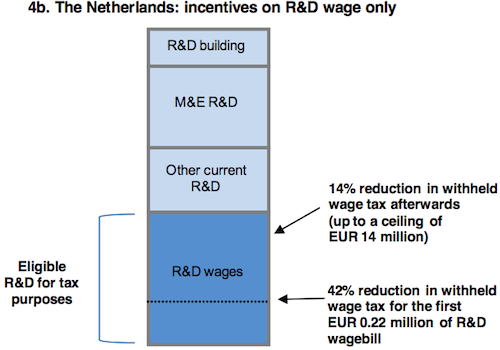 4b. The Netherlands: incentives on R&D wage only
R&D building
M&E R&D
Other current
R&D
14% reduction in withheld
wage tax afterwards
(up to a ceiling of
EUR 14 million)
Eligible
R&D for tax
purposes
R&D wages
42% reduction in withheld
wage tax for the first
EUR 0.22 million of R&D
wagebill